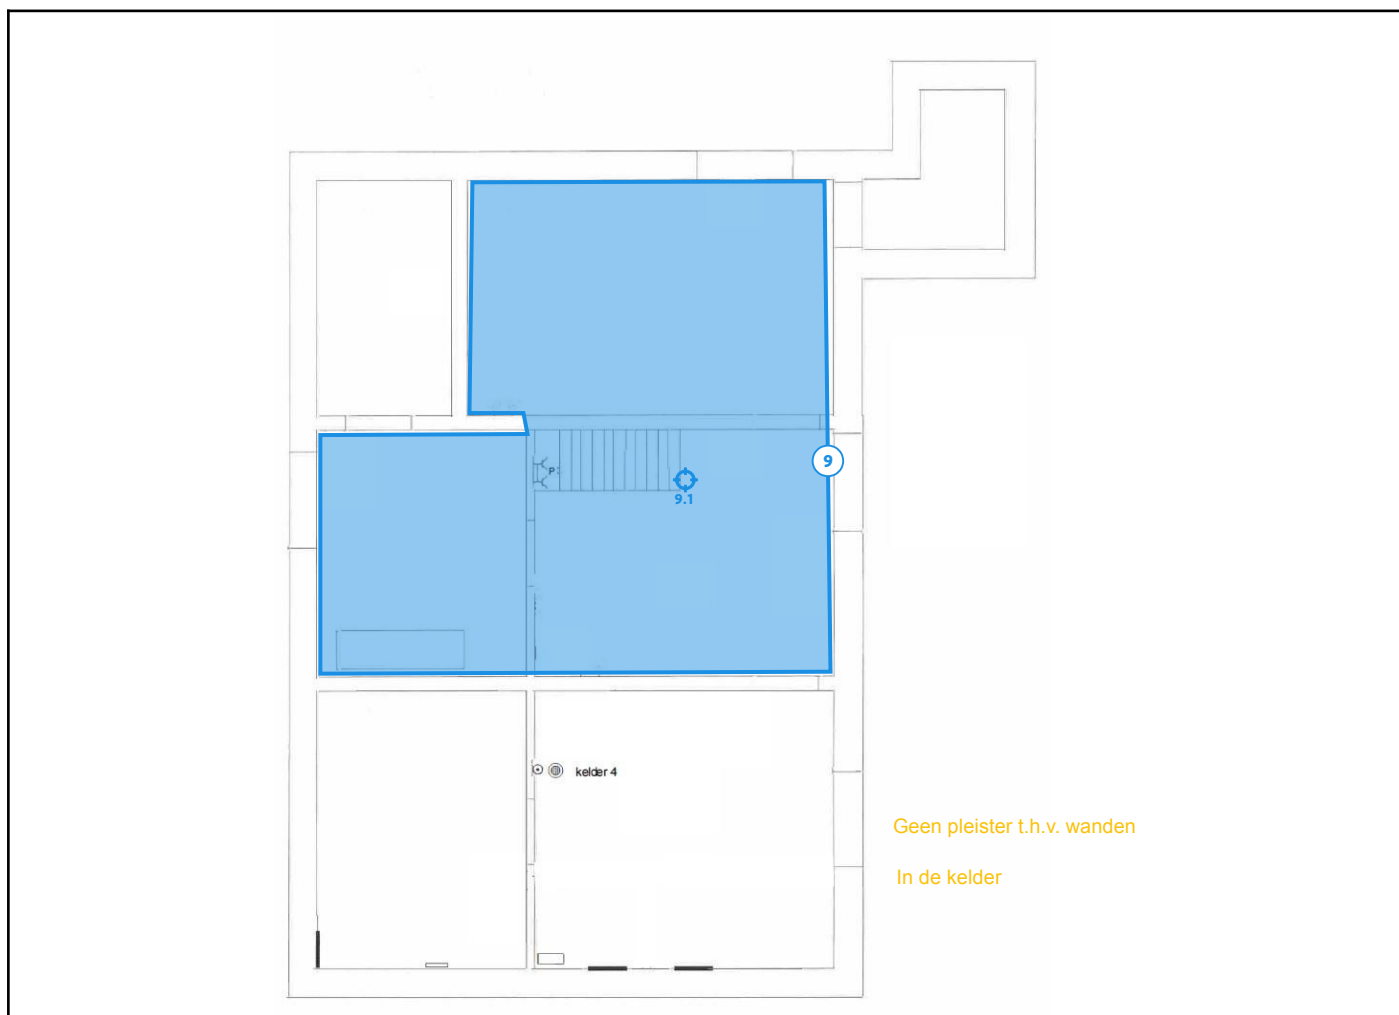 9
P
9.1
kelder 4
Geen pleister t.h.v. wanden
In de kelder